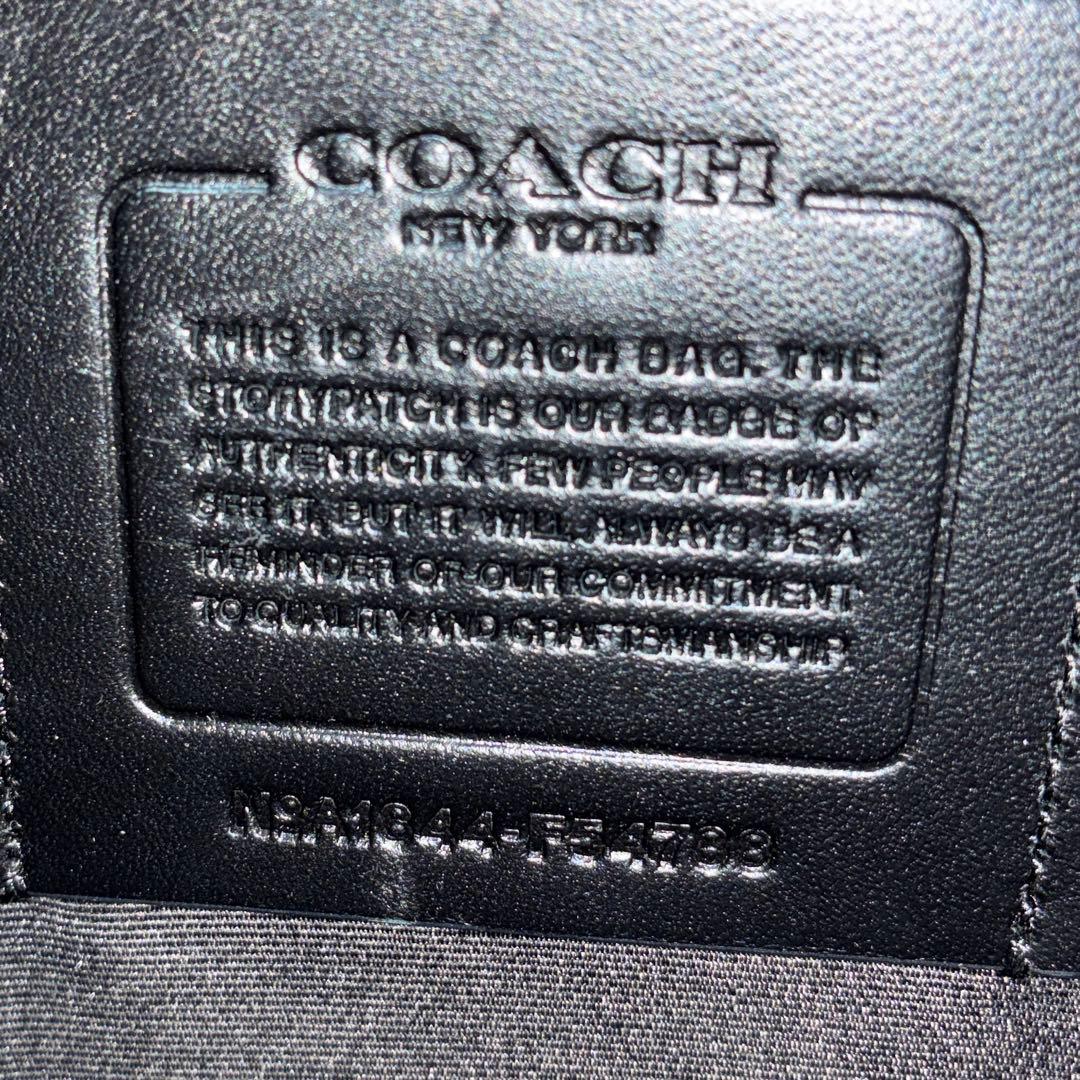 COACH
NEW YORK
THIS IS A COACH BAG. THE
STORYPATCH IS OUR BADGE OF
AUTHENTICITY. FEW PEOPLE MAY
SEE IT, BUT IT WILL ALWAYS BE A
REMINDER OF OUR COMMITMENT
TO QUALITY AND CRAFTSMANSHIP